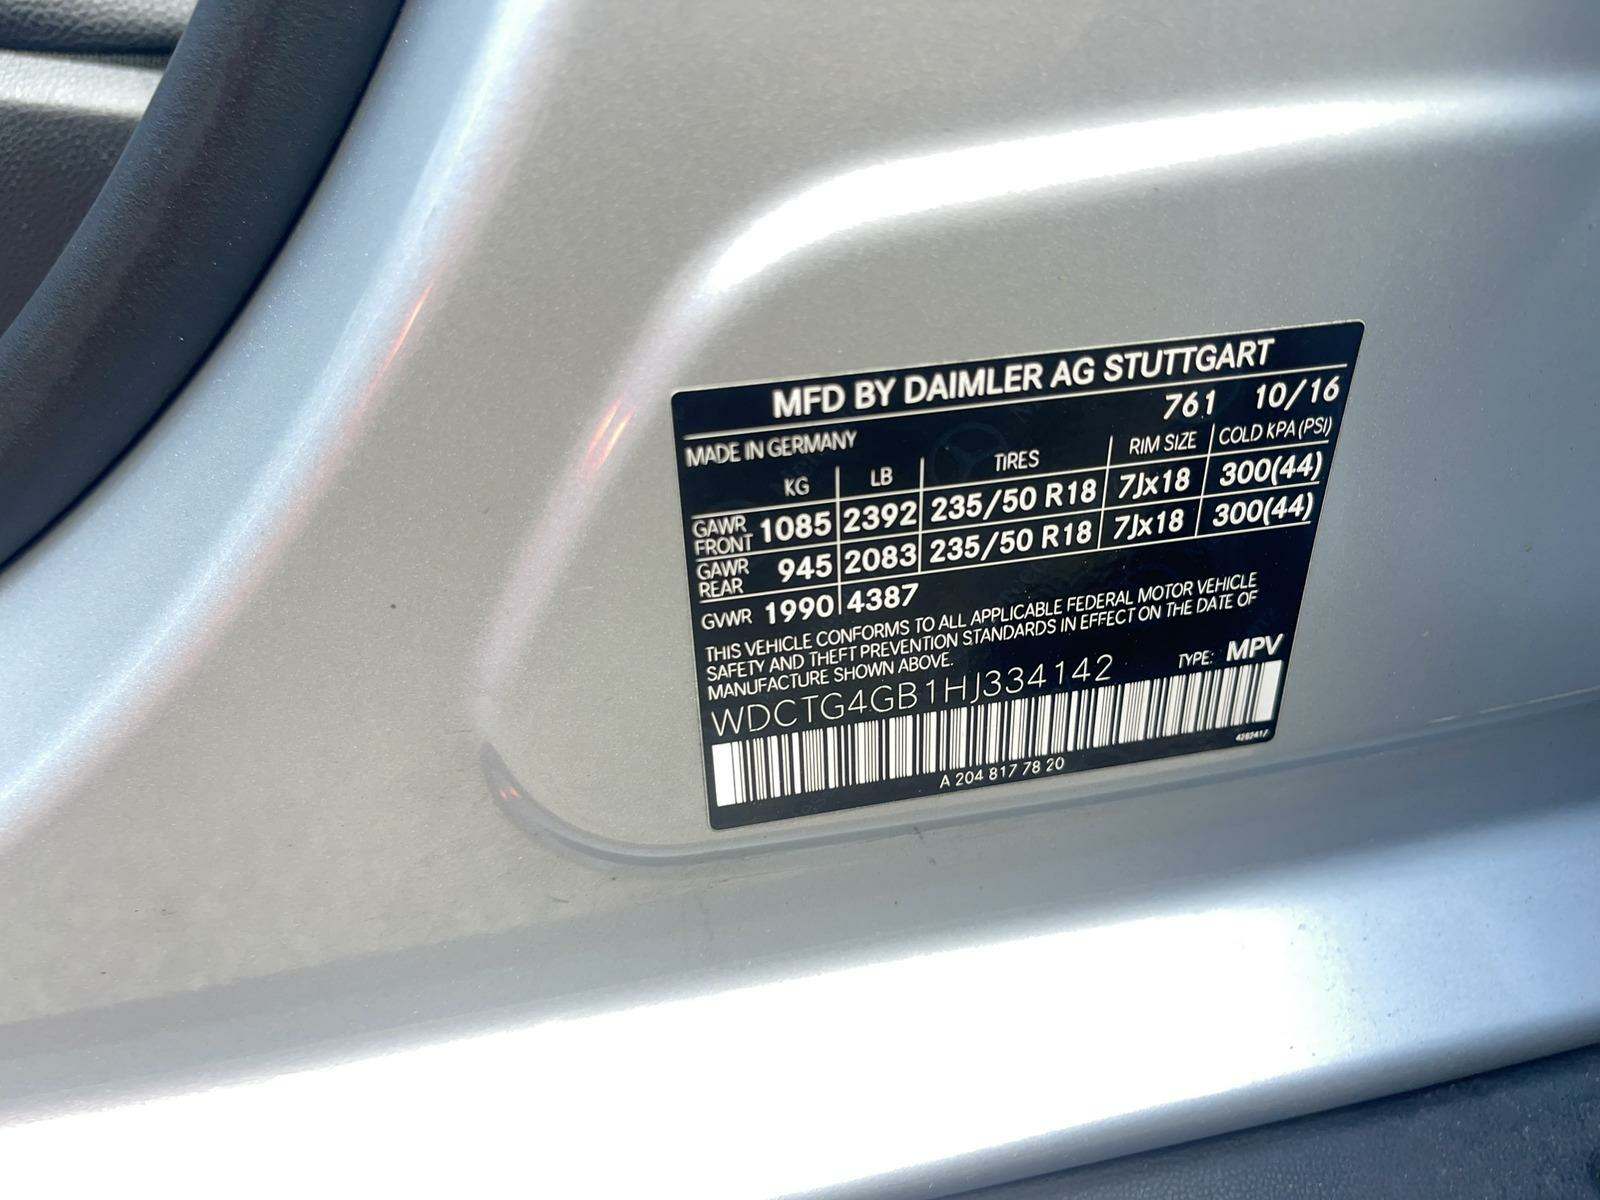 MFD BY DAIMLER AG STUTTGART
761 10/16
MADE IN GERMANY
KG LB TIRES RIM SIZE COLD KPA (PSI)
GAWR FRONT 1085 2392 235/50 R18 7Jx18 300(44)
GAWR REAR 945 2083 235/50 R18 7Jx18 300(44)
GVWR 1990 4387
THIS VEHICLE CONFORMS TO ALL APPLICABLE FEDERAL MOTOR VEHICLE
SAFETY AND THEFT PREVENTION STANDARDS IN EFFECT ON THE DATE OF
MANUFACTURE SHOWN ABOVE.
TYPE: MPV
WDCTG4GB1HJ334142
A 204 817 78 20